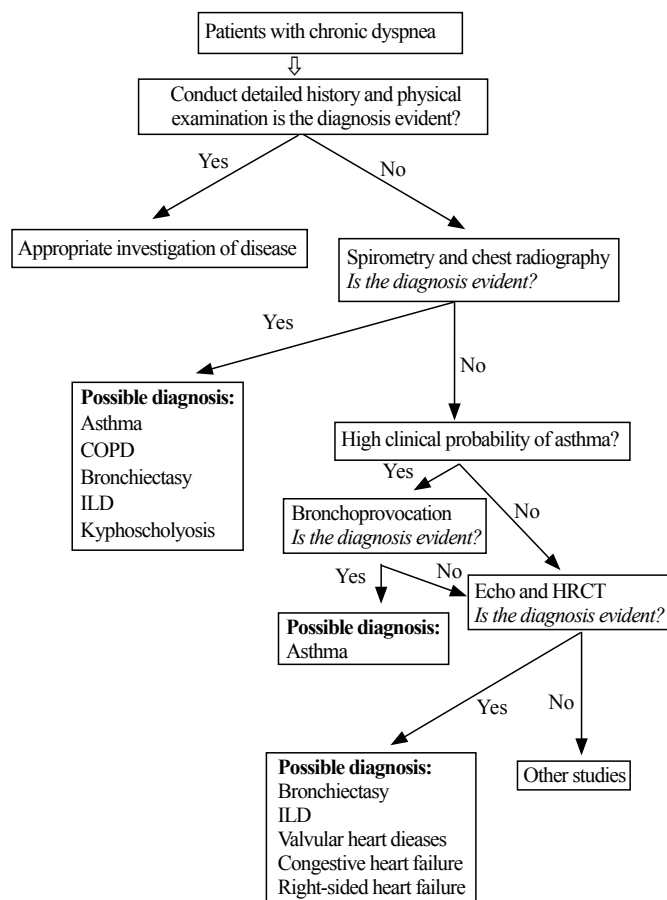 Patients with chronic dyspnea
Conduct detailed history and physical
examination is the diagnosis evident?
Yes
No
Appropriate investigation of disease
Spirometry and chest radiography
Is the diagnosis evident?
Yes
No
Possible diagnosis:
Asthma
COPD
Bronchiectasy
ILD
Kyphoscholyosis
High clinical probability of asthma?
Yes
No
Bronchoprovocation
Is the diagnosis evident?
Yes
No
Possible diagnosis:
Asthma
Echo and HRCT
Is the diagnosis evident?
Yes
No
Possible diagnosis:
Bronchiectasy
ILD
Valvular heart dieases
Congestive heart failure
Right-sided heart failure
Other studies